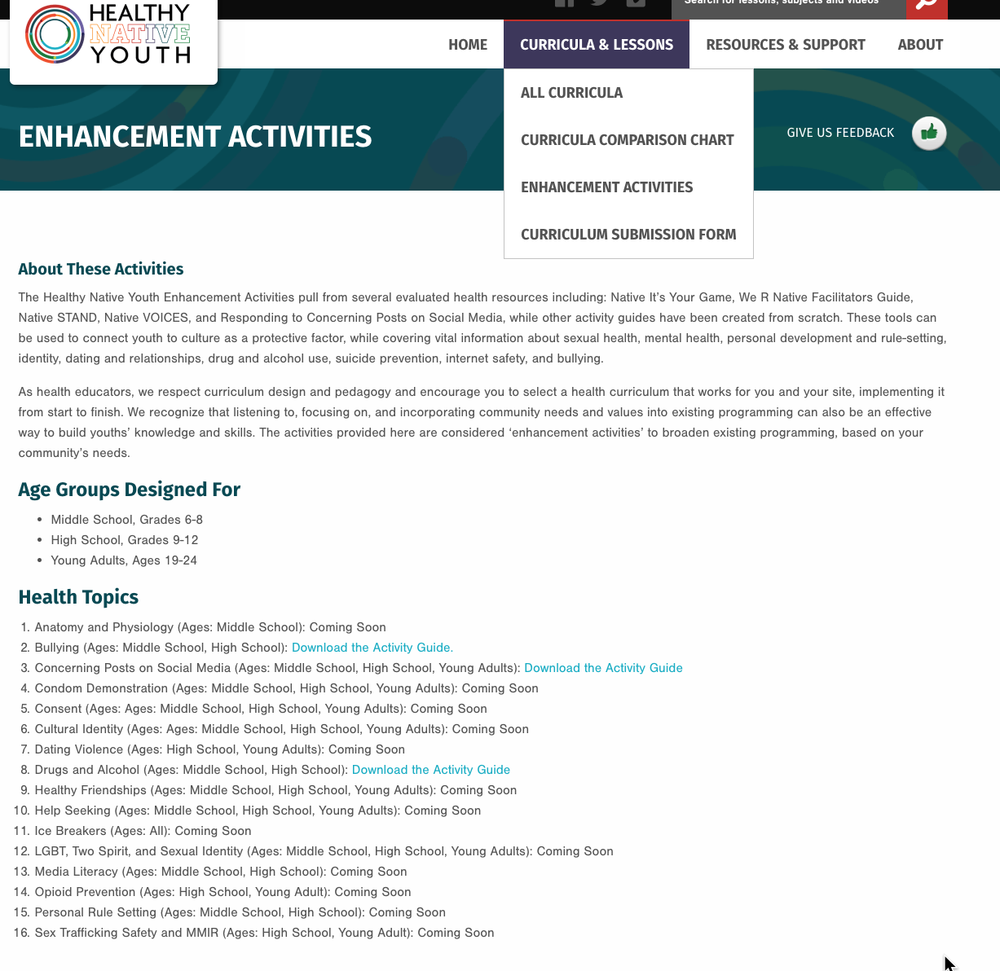 Search for lessons, subjects and videos
HEALTHY
NATIVE
YOUTH
HOME
CURRICULA & LESSONS
RESOURCES & SUPPORT
ABOUT
ALL CURRICULA
CURRICULA COMPARISON CHART
ENHANCEMENT ACTIVITIES
CURRICULUM SUBMISSION FORM
ENHANCEMENT ACTIVITIES
GIVE US FEEDBACK
About These Activities
The Healthy Native Youth Enhancement Activities pull from several evaluated health resources including: Native It’s Your Game, We R Native Facilitators Guide,
Native STAND, Native VOICES, and Responding to Concerning Posts on Social Media, while other activity guides have been created from scratch. These tools can
be used to connect youth to culture as a protective factor, while covering vital information about sexual health, mental health, personal development and rule-setting,
identity, dating and relationships, drug and alcohol use, suicide prevention, internet safety, and bullying.
As health educators, we respect curriculum design and pedagogy and encourage you to select a health curriculum that works for you and your site, implementing it
from start to finish. We recognize that listening to, focusing on, and incorporating community needs and values into existing programming can also be an effective
way to build youths’ knowledge and skills. The activities provided here are considered ‘enhancement activities’ to broaden existing programming, based on your
community’s needs.
Age Groups Designed For
• Middle School, Grades 6-8
• High School, Grades 9-12
• Young Adults, Ages 19-24
Health Topics
1. Anatomy and Physiology (Ages: Middle School): Coming Soon
2. Bullying (Ages: Middle School, High School): Download the Activity Guide.
3. Concerning Posts on Social Media (Ages: Middle School, High School, Young Adults): Download the Activity Guide
4. Condom Demonstration (Ages: Middle School, High School, Young Adults): Coming Soon
5. Consent (Ages: Ages: Middle School, High School, Young Adults): Coming Soon
6. Cultural Identity (Ages: Ages: Middle School, High School, Young Adults): Coming Soon
7. Dating Violence (Ages: High School, Young Adults): Coming Soon
8. Drugs and Alcohol (Ages: Middle School, High School): Download the Activity Guide
9. Healthy Friendships (Ages: Middle School, High School, Young Adults): Coming Soon
10. Help Seeking (Ages: Middle School, High School, Young Adults): Coming Soon
11. Ice Breakers (Ages: All): Coming Soon
12. LGBT, Two Spirit, and Sexual Identity (Ages: Middle School, High School, Young Adults): Coming Soon
13. Media Literacy (Ages: Middle School, High School): Coming Soon
14. Opioid Prevention (Ages: High School, Young Adult): Coming Soon
15. Personal Rule Setting (Ages: Middle School, High School): Coming Soon
16. Sex Trafficking Safety and MMIR (Ages: High School, Young Adult): Coming Soon